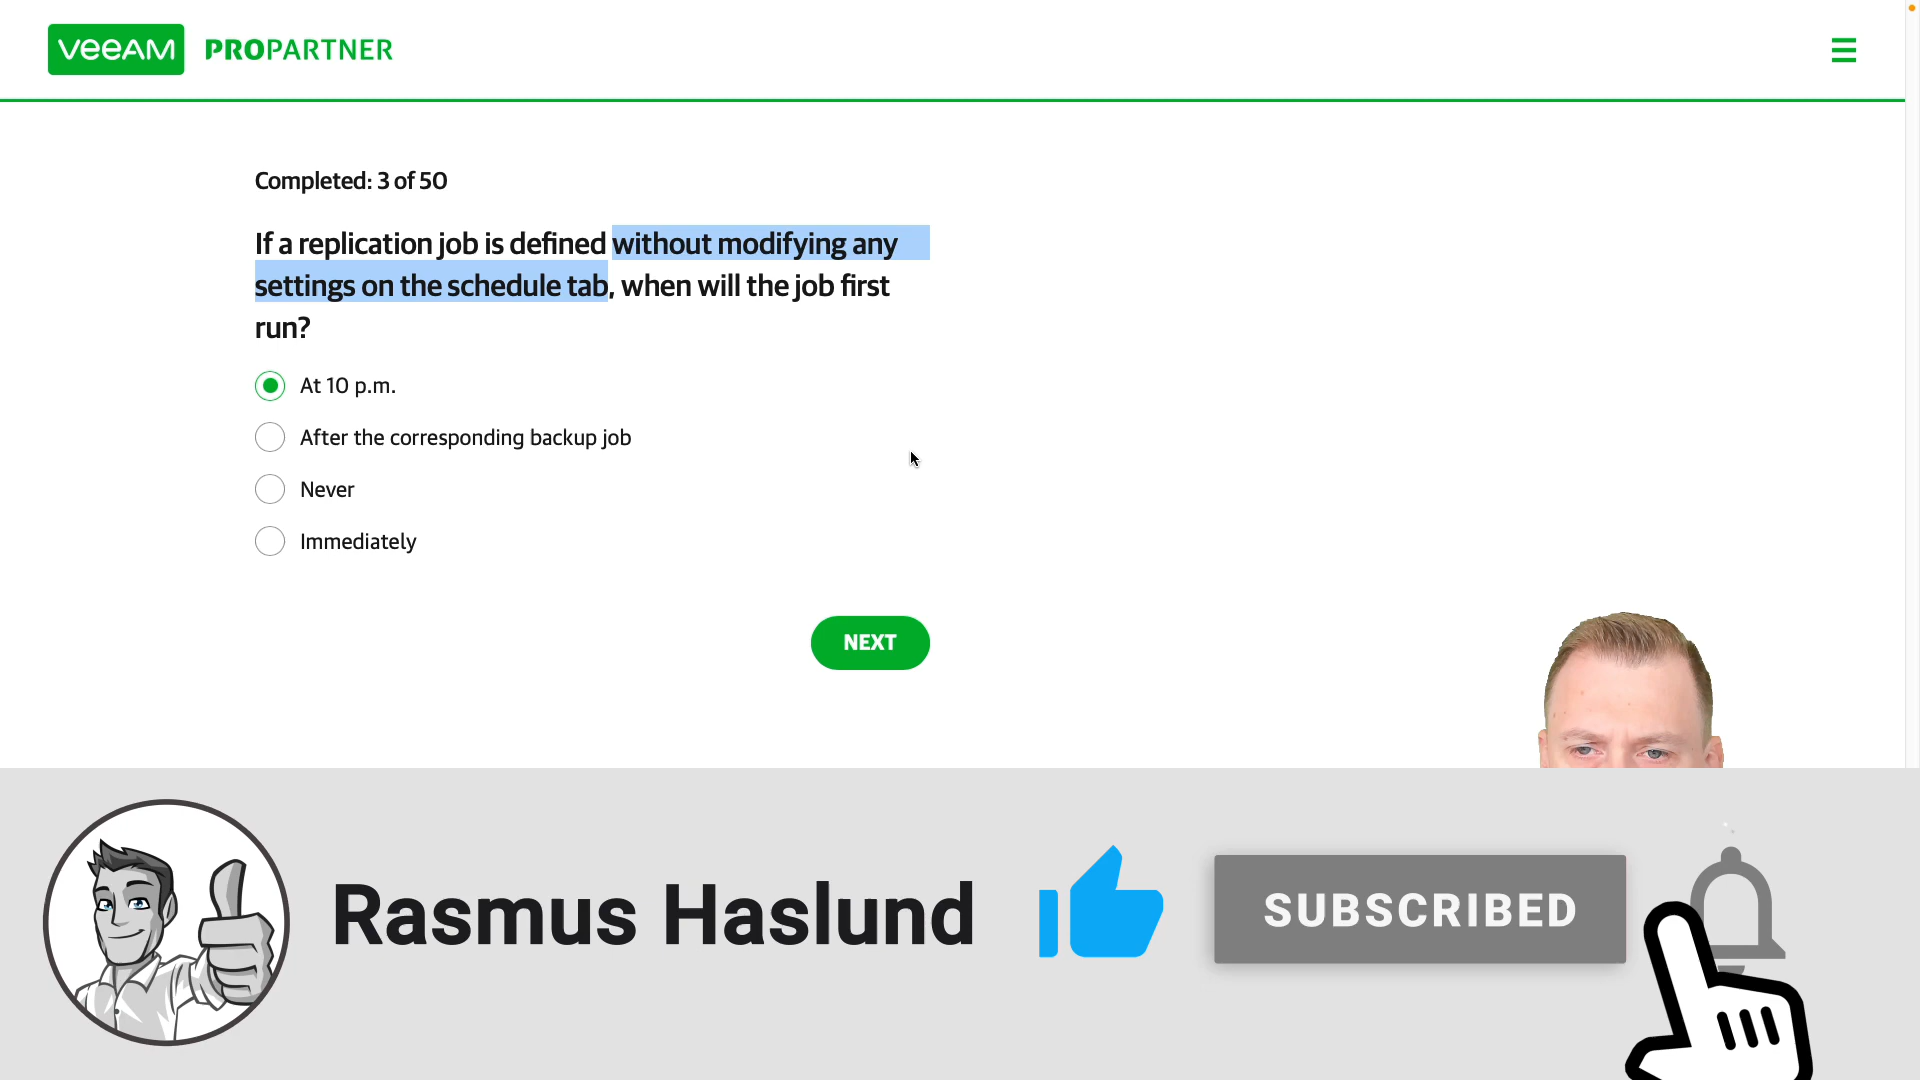 veeam PROPARTNER
Completed: 3 of 50
If a replication job is defined without modifying any
settings on the schedule tab, when will the job first
run?
At 10 p.m.
After the corresponding backup job
Never
Immediately
NEXT
Rasmus Haslund
SUBSCRIBED